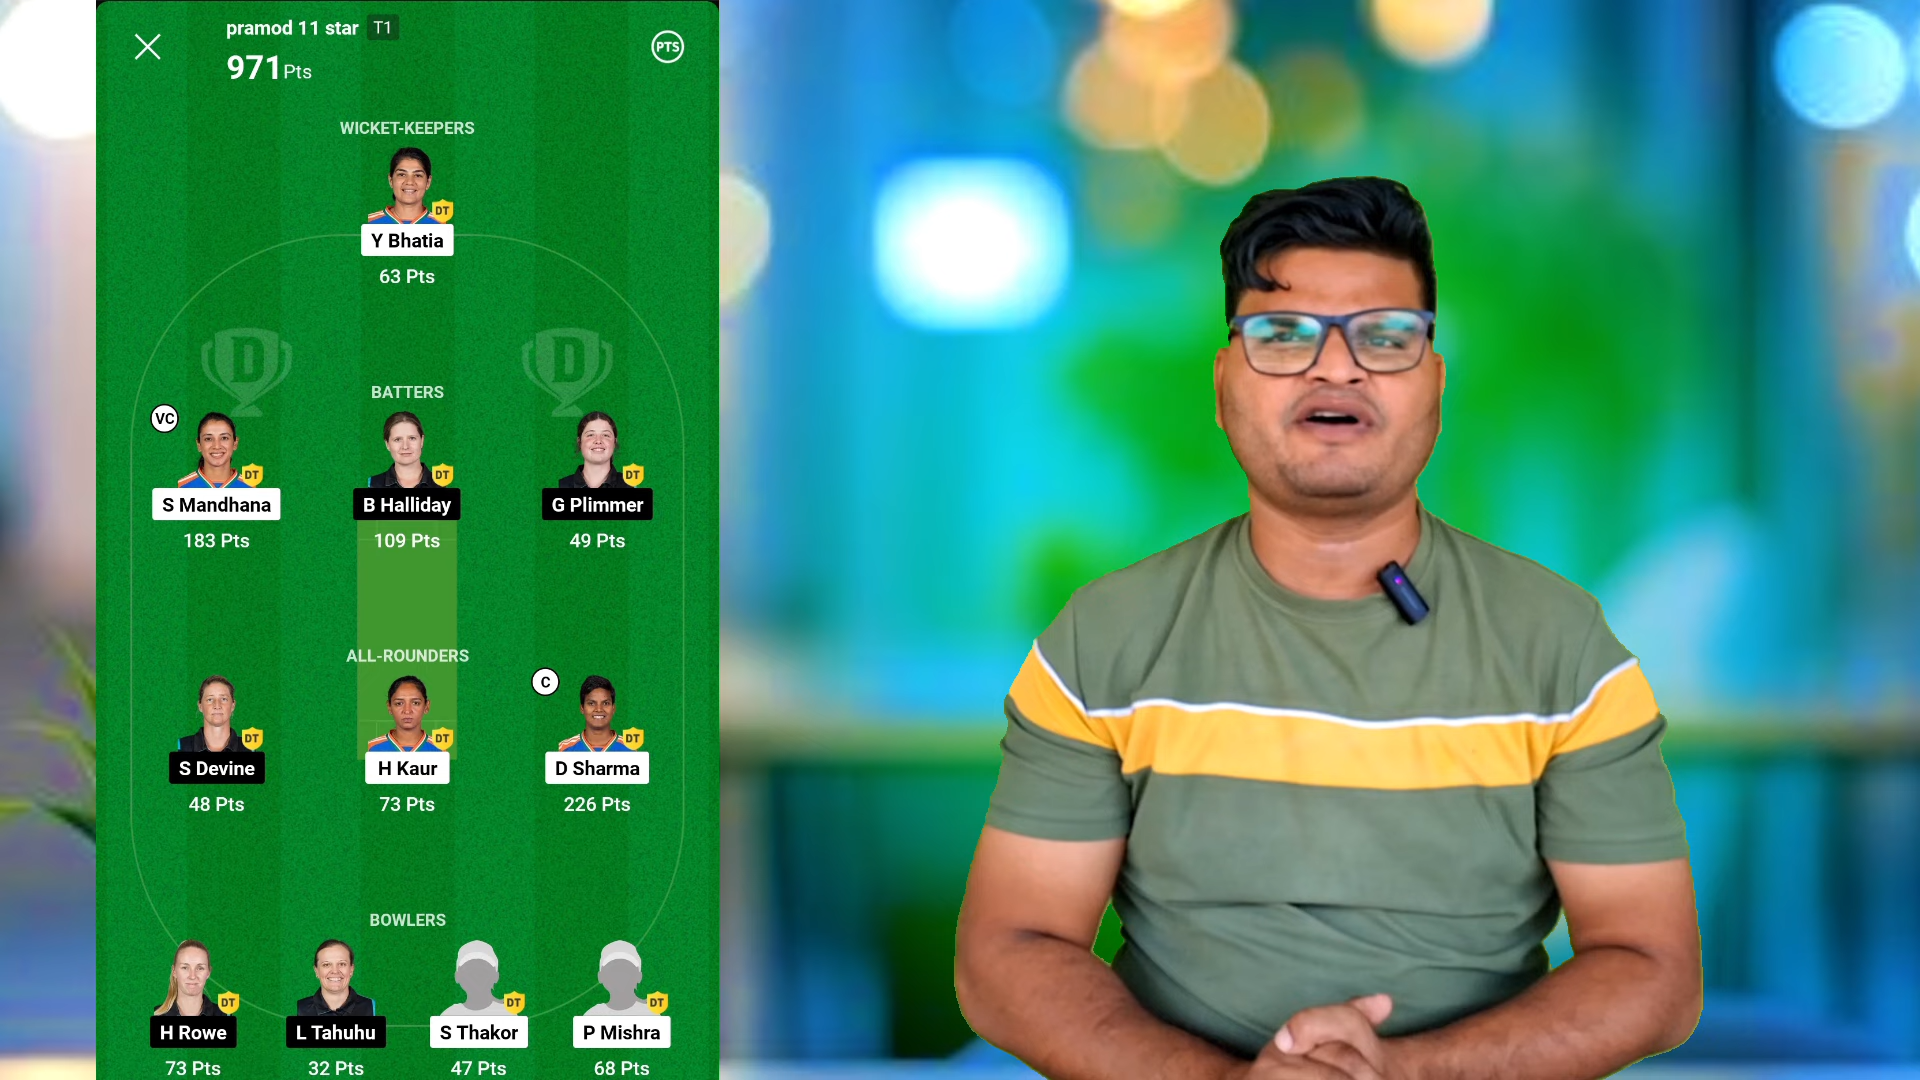 pramod 11 star T1
971 Pts
PTS
WICKET-KEEPERS
DT
Y Bhatia
63 Pts
D D
BATTERS
VC
DT DT DT
S Mandhana B Halliday G Plimmer
183 Pts 109 Pts 49 Pts
ALL-ROUNDERS
C
DT DT DT
S Devine H Kaur D Sharma
48 Pts 73 Pts 226 Pts
BOWLERS
DT DT DT
H Rowe L Tahuhu S Thakor P Mishra
73 Pts 32 Pts 47 Pts 68 Pts